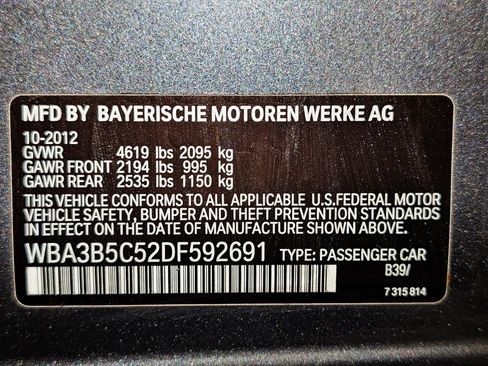 MFD BY BAYERISCHE MOTOREN WERKE AG
10-2012
GVWR 4619 lbs 2095 kg
GAWR FRONT 2194 lbs 995 kg
GAWR REAR 2535 lbs 1150 kg
THIS VEHICLE CONFORMS TO ALL APPLICABLE U.S.FEDERAL MOTOR
VEHICLE SAFETY, BUMPER AND THEFT PREVENTION STANDARDS
IN EFFECT ON THE DATE OF MANUFACTURE SHOWN ABOVE.
WBA3B5C52DF592691 TYPE: PASSENGER CAR
B39/
7 315 814